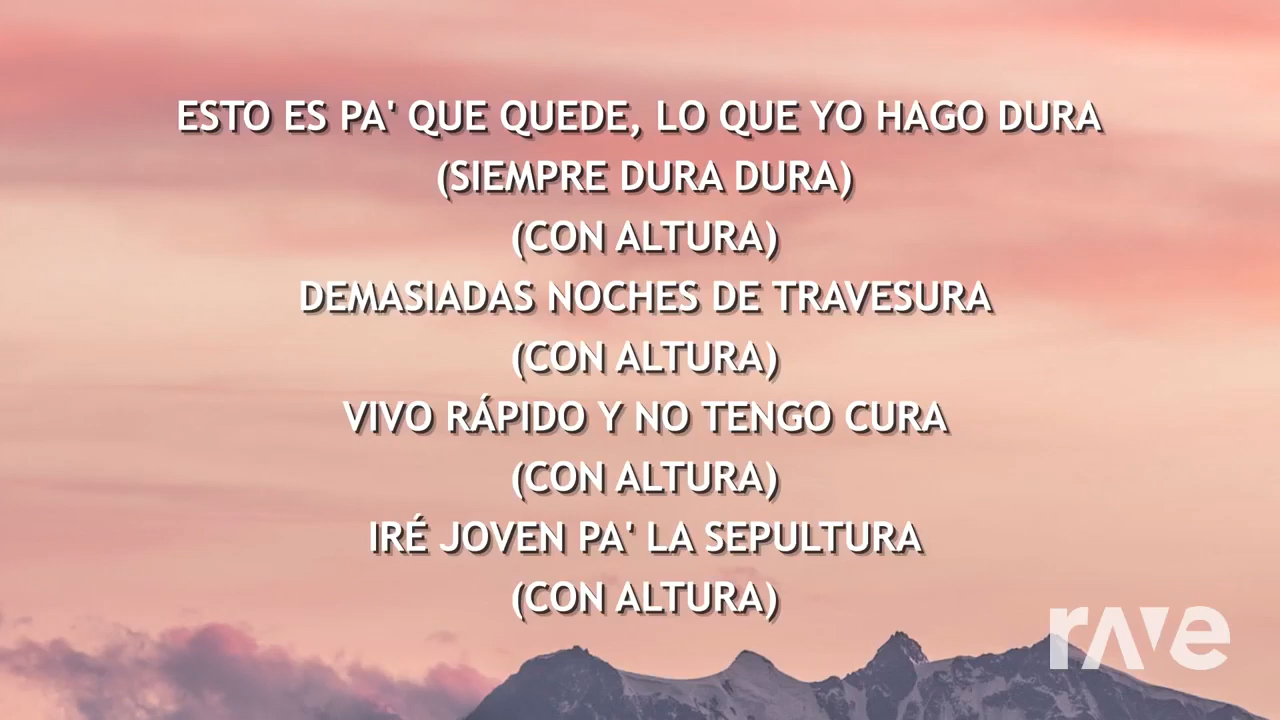 ESTO ES PA' QUE QUEDE, LO QUE YO HAGO DURA
(SIEMPRE DURA DURA)
(CON ALTURA)
DEMASIADAS NOCHES DE TRAVESURA
(CON ALTURA)
VIVO RÁPIDO Y NO TENGO CURA
(CON ALTURA)
IRÉ JOVEN PA' LA SEPULTURA
(CON ALTURA)
rave